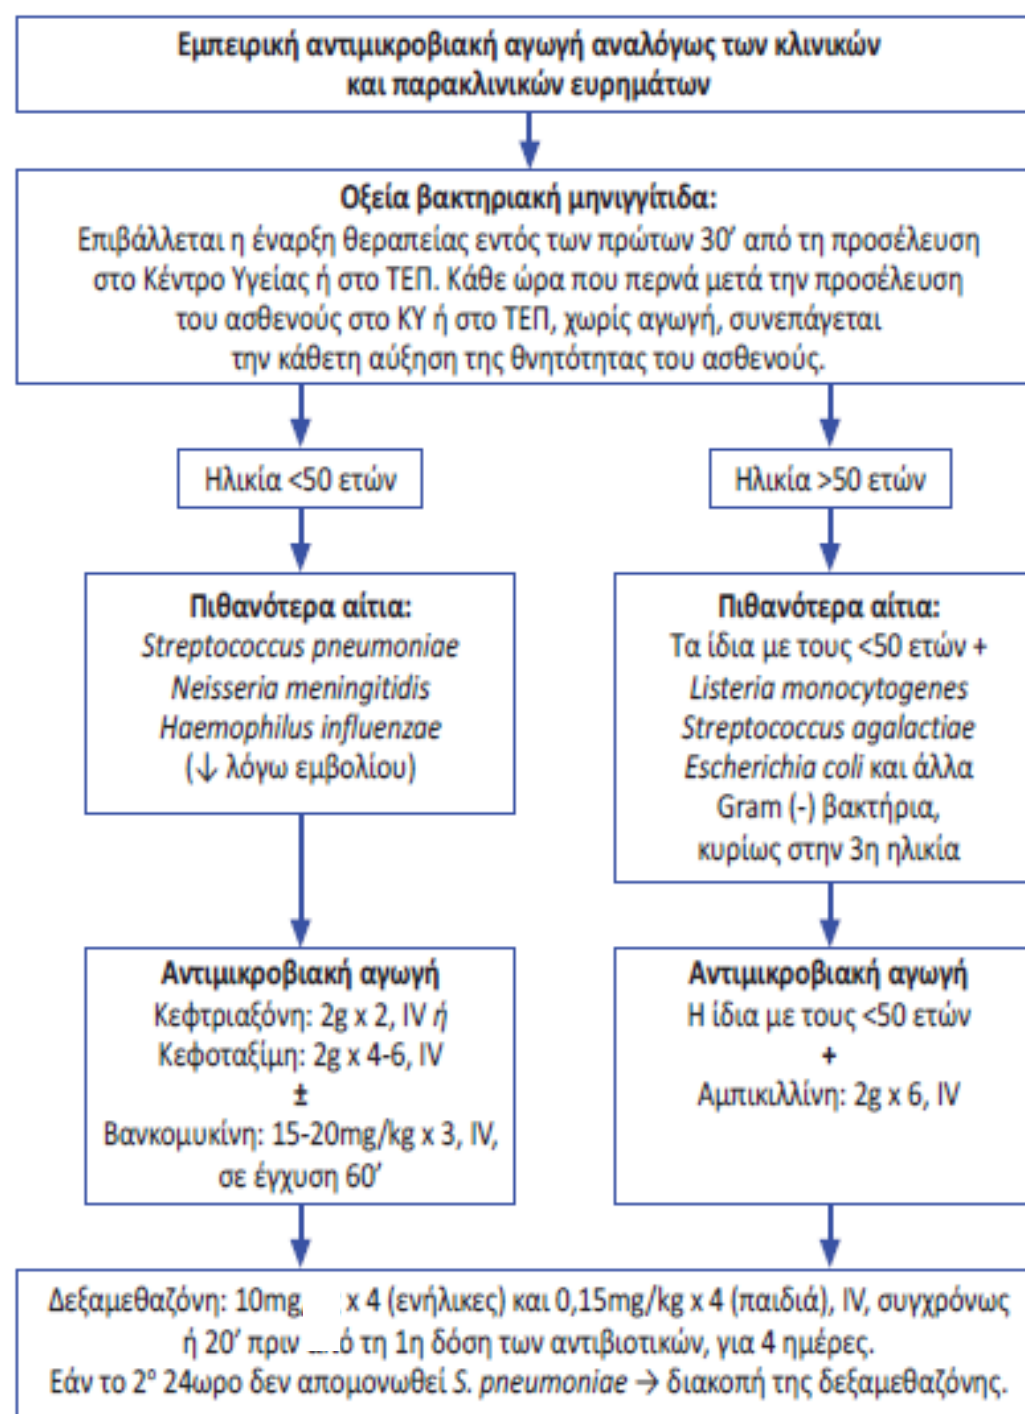 Εμπειρική αντιμικροβιακή αγωγή αναλόγως των κλινικών
και παρακλινικών ευρημάτων
Οξεία βακτηριακή μηνιγγίτιδα:
Επιβάλλεται η έναρξη θεραπείας εντός των πρώτων 30’ από τη προσέλευση
στο Κέντρο Υγείας ή στο ΤΕΠ. Κάθε ώρα που περνά μετά την προσέλευση
του ασθενούς στο ΚΥ ή στο ΤΕΠ, χωρίς αγωγή, συνεπάγεται
την κάθετη αύξηση της θνητότητας του ασθενούς.
Ηλικία <50 ετών
Πιθανότερα αίτια:
Streptococcus pneumoniae
Neisseria meningitidis
Haemophilus influenzae
(↓ λόγω εμβολίου)
Αντιμικροβιακή αγωγή
Κεφτριαξόνη: 2g x 2, IV ή
Κεφοταξίμη: 2g x 4-6, IV
±
Βανκομυκίνη: 15-20mg/kg x 3, IV,
σε έγχυση 60’
Ηλικία >50 ετών
Πιθανότερα αίτια:
Τα ίδια με τους <50 ετών +
Listeria monocytogenes
Streptococcus agalactiae
Escherichia coli και άλλα
Gram (-) βακτήρια,
κυρίως στην 3η ηλικία
Αντιμικροβιακή αγωγή
Η ίδια με τους <50 ετών
+
Αμπικιλλίνη: 2g x 6, IV
Δεξαμεθαζόνη: 10mg, x 4 (ενήλικες) και 0,15mg/kg x 4 (παιδιά), IV, συγχρόνως
ή 20’ πριν τη 1η δόση των αντιβιοτικών, για 4 ημέρες.
Εάν το 2ο 24ωρο δεν απομονωθεί S. pneumoniae → διακοπή της δεξαμεθαζόνης.